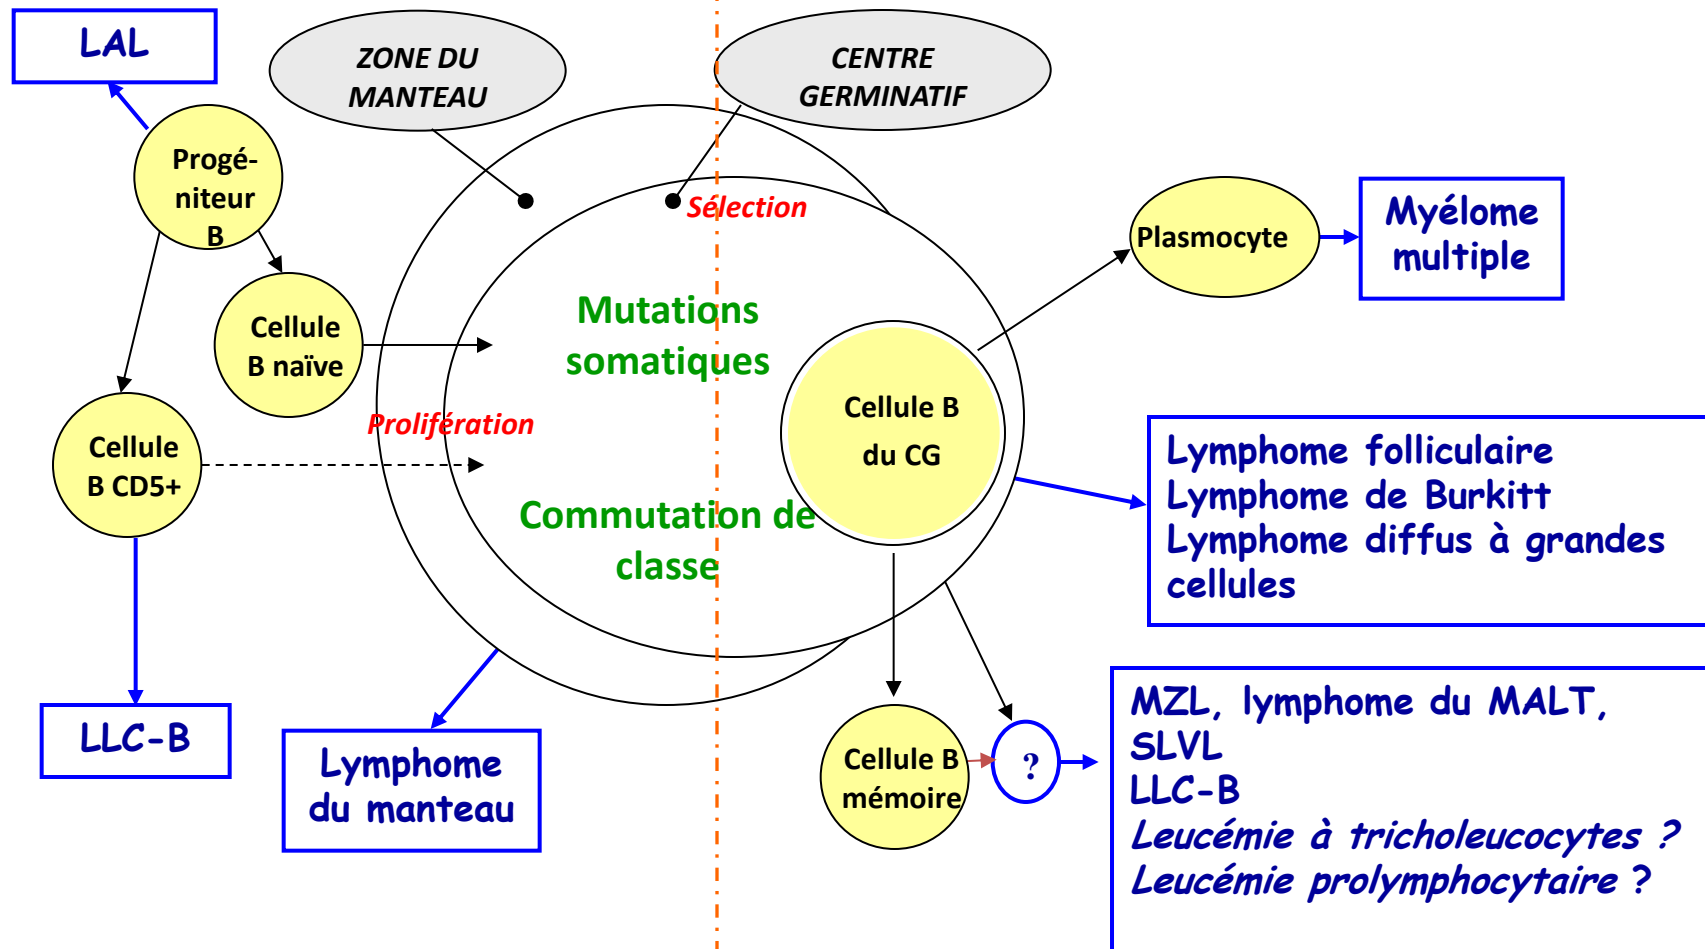 LAL
ZONE DU
MANTEAU
CENTRE
GERMINATIF
Progé-
niteur
B
Sélection
Plasmocyte
Myélome
multiple
Cellule
B naïve
Mutations
somatiques
Prolifération
Cellule B
du CG
Cellule
B CD5+
Lymphome folliculaire
Lymphome de Burkitt
Lymphome diffus à grandes
cellules
Commutation de
classe
LLC-B
Lymphome
du manteau
Cellule B
mémoire
?
MZL, lymphome du MALT,
SLVL
LLC-B
Leucémie à tricholeucocytes ?
Leucémie prolymphocytaire ?